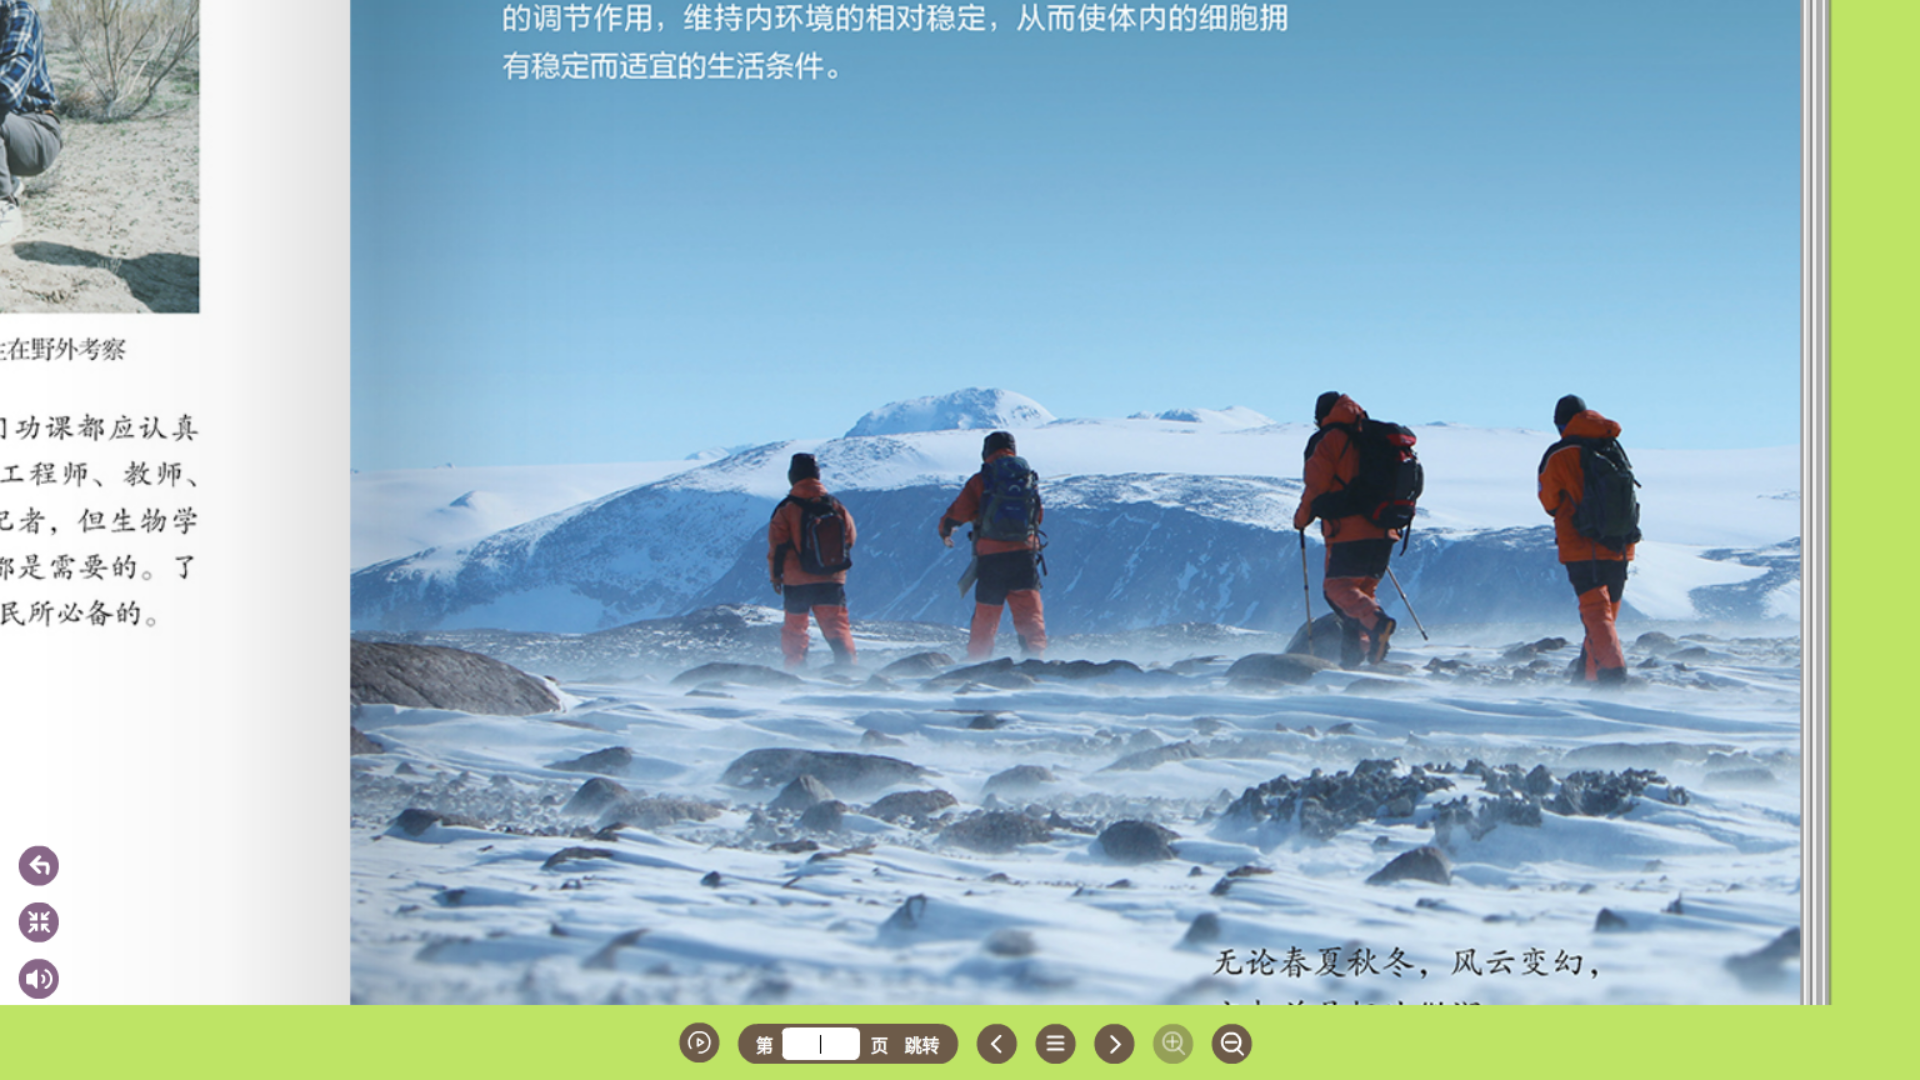 在野外考察
功课都应认真
工程师、教师、
者，但生物学
是需要的。了
民所必备的。
的调节作用，维持内环境的相对稳定，从而使体内的细胞拥
有稳定而适宜的生活条件。
无论春夏秋冬，风云变幻，
第 页 跳转